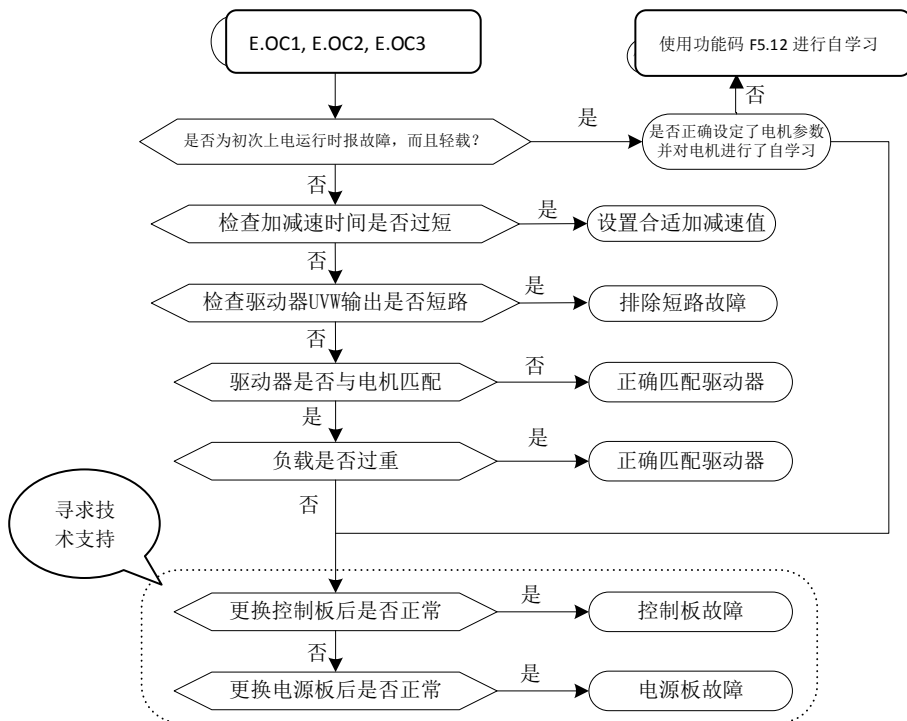 E.OC1, E.OC2, E.OC3
使用功能码 F5.12 进行自学习
否
是否为初次上电运行时报故障，而且轻载？
是
是否正确设定了电机参数
并对电机进行了自学习
否
检查加减速时间是否过短
是
设置合适加减速值
否
检查驱动器UVW输出是否短路
是
排除短路故障
否
驱动器是否与电机匹配
否
正确匹配驱动器
是
负载是否过重
是
正确匹配驱动器
否
寻求技
术支持
更换控制板后是否正常
是
控制板故障
否
更换电源板后是否正常
是
电源板故障